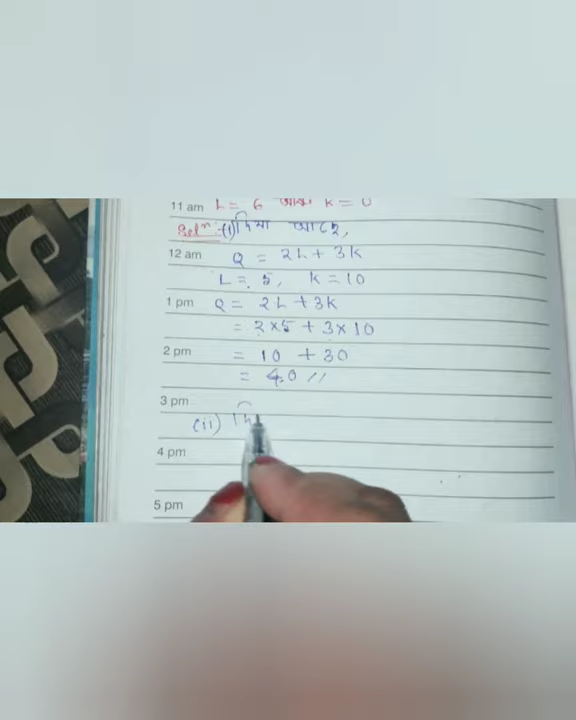 11 am L = 6 আৰু K = 0
Solⁿ:- (i) দিয়া আছে,
12 am Q = 2L + 3K
L = 5, K = 10
1 pm Q = 2L + 3K
= 2×5 + 3×10
2 pm = 10 + 30
= 40 //
3 pm
(ii)
4 pm
5 pm